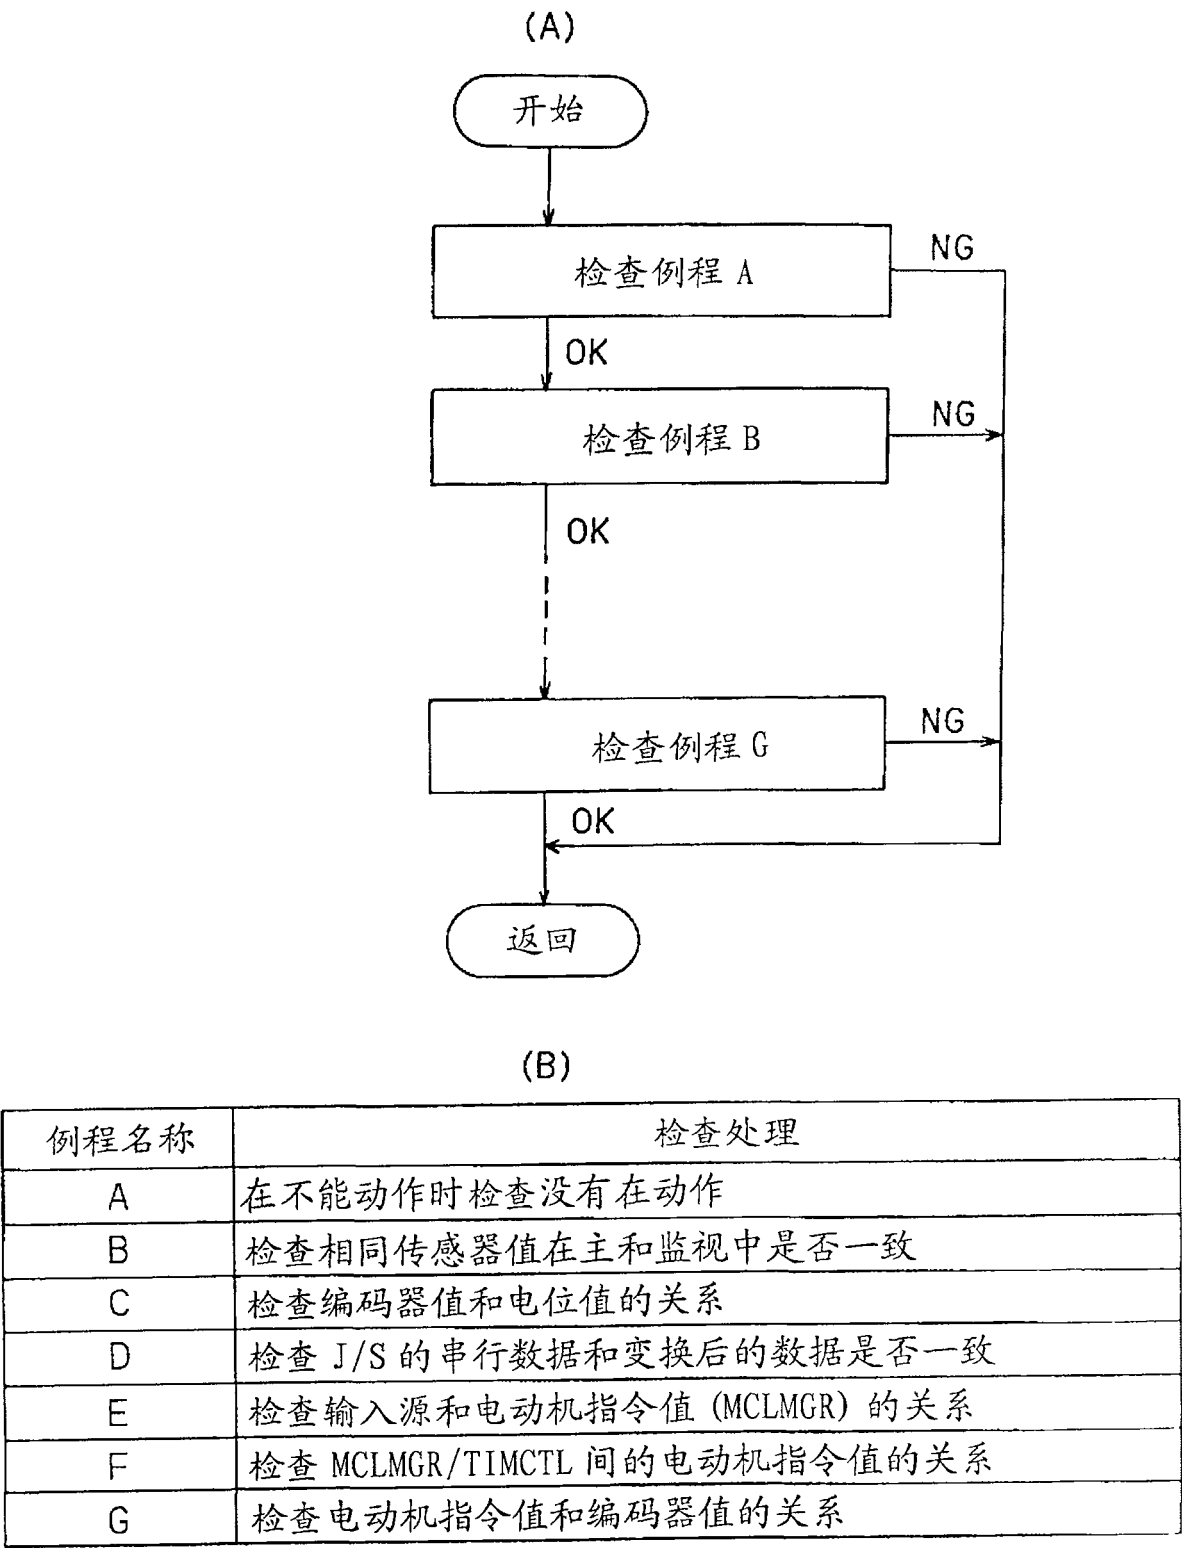 (A)
开始
检查例程 A
NG
OK
检查例程 B
NG
OK
检查例程 G
NG
OK
返回
(B)
例程名称 检查处理
A 在不能动作时检查没有在动作
B 检查相同传感器值在主和监视中是否一致
C 检查编码器值和电位值的关系
D 检查 J/S 的串行数据和变换后的数据是否一致
E 检查输入源和电动机指令值 (MCLMGR) 的关系
F 检查 MCLMGR/TIMCTL 间的电动机指令值的关系
G 检查电动机指令值和编码器值的关系